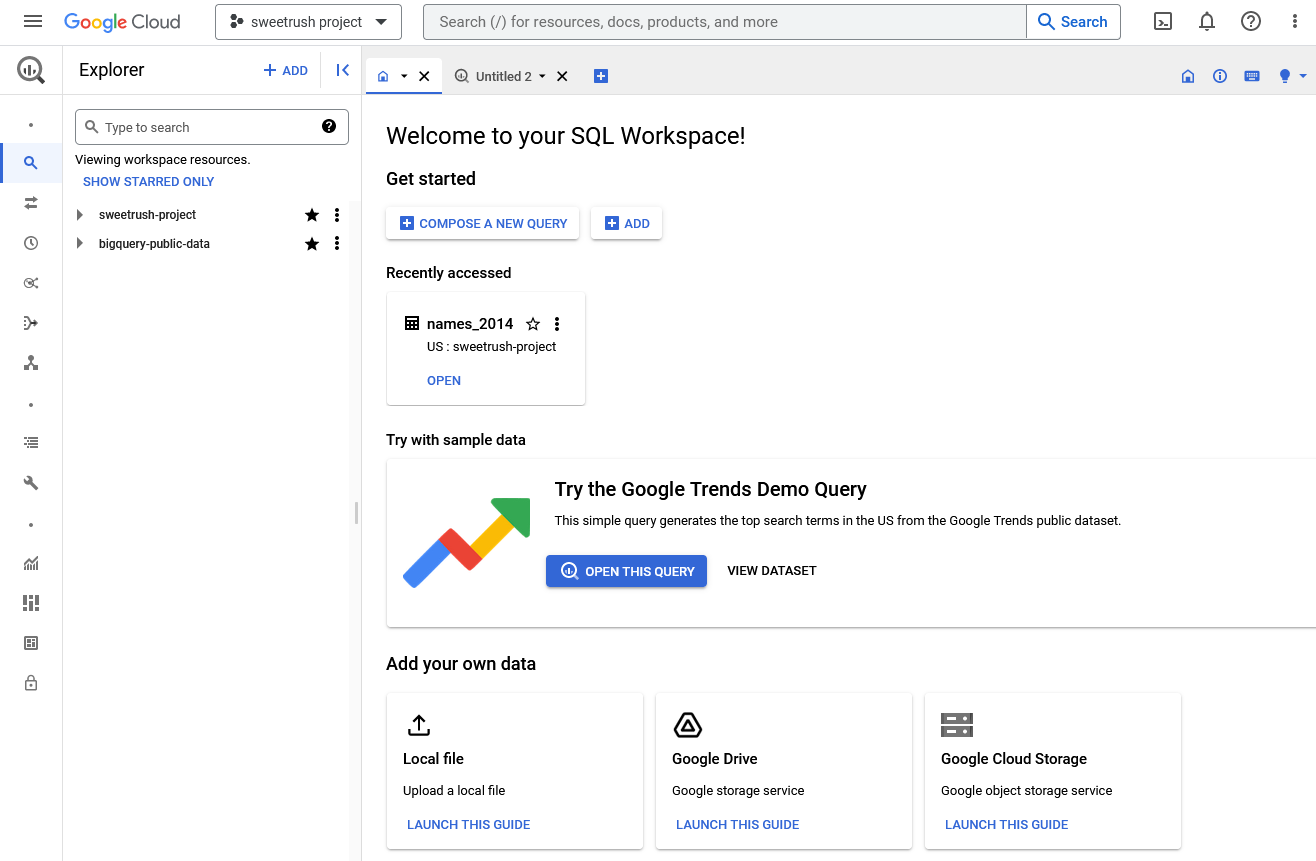 Google Cloud
sweetrush project
Search (/) for resources, docs, products, and more
Search
Explorer
ADD
Untitled 2
Type to search
Viewing workspace resources.
SHOW STARRED ONLY
sweetrush-project
bigquery-public-data
Welcome to your SQL Workspace!
Get started
COMPOSE A NEW QUERY
ADD
Recently accessed
names_2014
US : sweetrush-project
OPEN
Try with sample data
Try the Google Trends Demo Query
This simple query generates the top search terms in the US from the Google Trends public dataset.
OPEN THIS QUERY
VIEW DATASET
Add your own data
Local file
Upload a local file
LAUNCH THIS GUIDE
Google Drive
Google storage service
LAUNCH THIS GUIDE
Google Cloud Storage
Google object storage service
LAUNCH THIS GUIDE